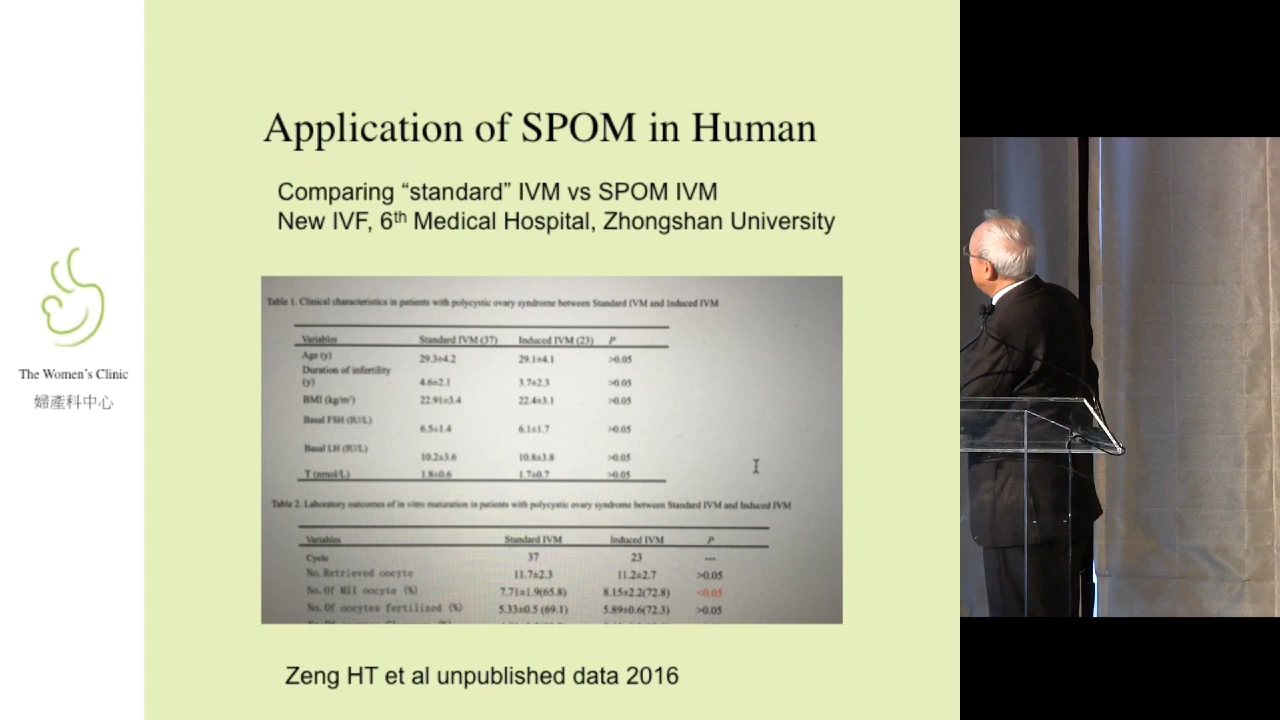 Application of SPOM in Human
Comparing “standard” IVM vs SPOM IVM
New IVF, 6th Medical Hospital, Zhongshan University
The Women's Clinic
婦產科中心
Table 1. Clinical characteristics in patients with polycystic ovary syndrome between Standard IVM and Induced IVM
Variables Standard IVM (37) Induced IVM (23) P
Age (y) 29.3±4.2 29.1±4.1 >0.05
Duration of infertility
(y) 4.6±2.1 3.7±2.3 >0.05
BMI (kg/m²) 22.91±3.4 22.4±3.1 >0.05
Basal FSH (IU/L)
6.5±1.4 6.1±1.7 >0.05
Basal LH (IU/L)
10.2±3.6 10.8±3.8 >0.05
T (nmol/L) 1.8±0.6 1.7±0.7 >0.05
Table 2. Laboratory outcomes of in vitro maturation in patients with polycystic ovary syndrome between Standard IVM and Induced IVM
Variables Standard IVM Induced IVM P
Cycle 37 23 ---
No. Retrieved oocyte 11.7±2.3 11.2±2.7 >0.05
No. Of MII oocyte (%) 7.71±1.9(65.8) 8.15±2.2(72.8) <0.05
No. Of oocytes fertilized (%) 5.33±0.5 (69.1) 5.89±0.6(72.3) >0.05
Zeng HT et al unpublished data 2016